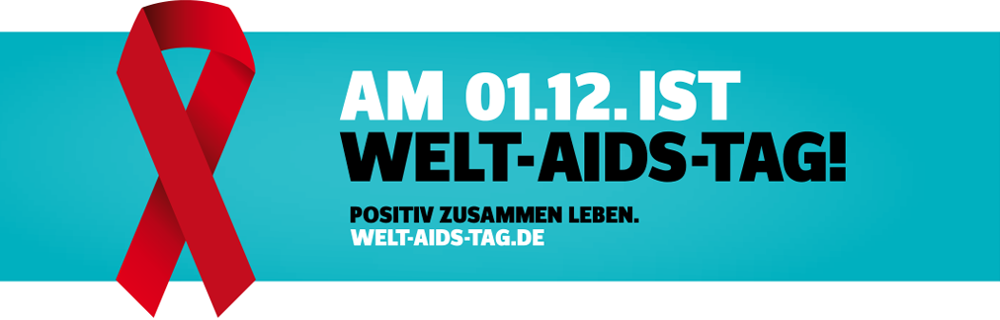 AM 01.12. IST
WELT-AIDS-TAG!
POSITIV ZUSAMMEN LEBEN.
WELT-AIDS-TAG.DE